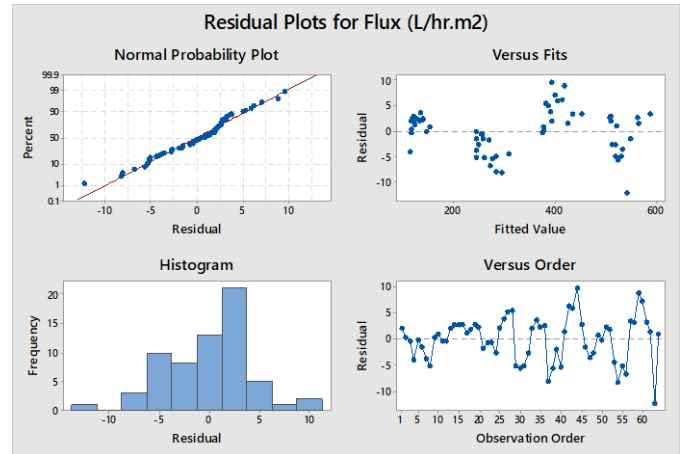 Residual Plots for Flux (L/hr.m2)
Normal Probability Plot
Percent
99.9
99
90
50
10
1
0.1
-10 -5 0 5 10
Residual
Versus Fits
Residual
10
5
0
-5
-10
200 400 600
Fitted Value
Histogram
Frequency
20
15
10
5
0
-10 -5 0 5 10
Residual
Versus Order
Residual
10
5
0
-5
-10
1 5 10 15 20 25 30 35 40 45 50 55 60
Observation Order